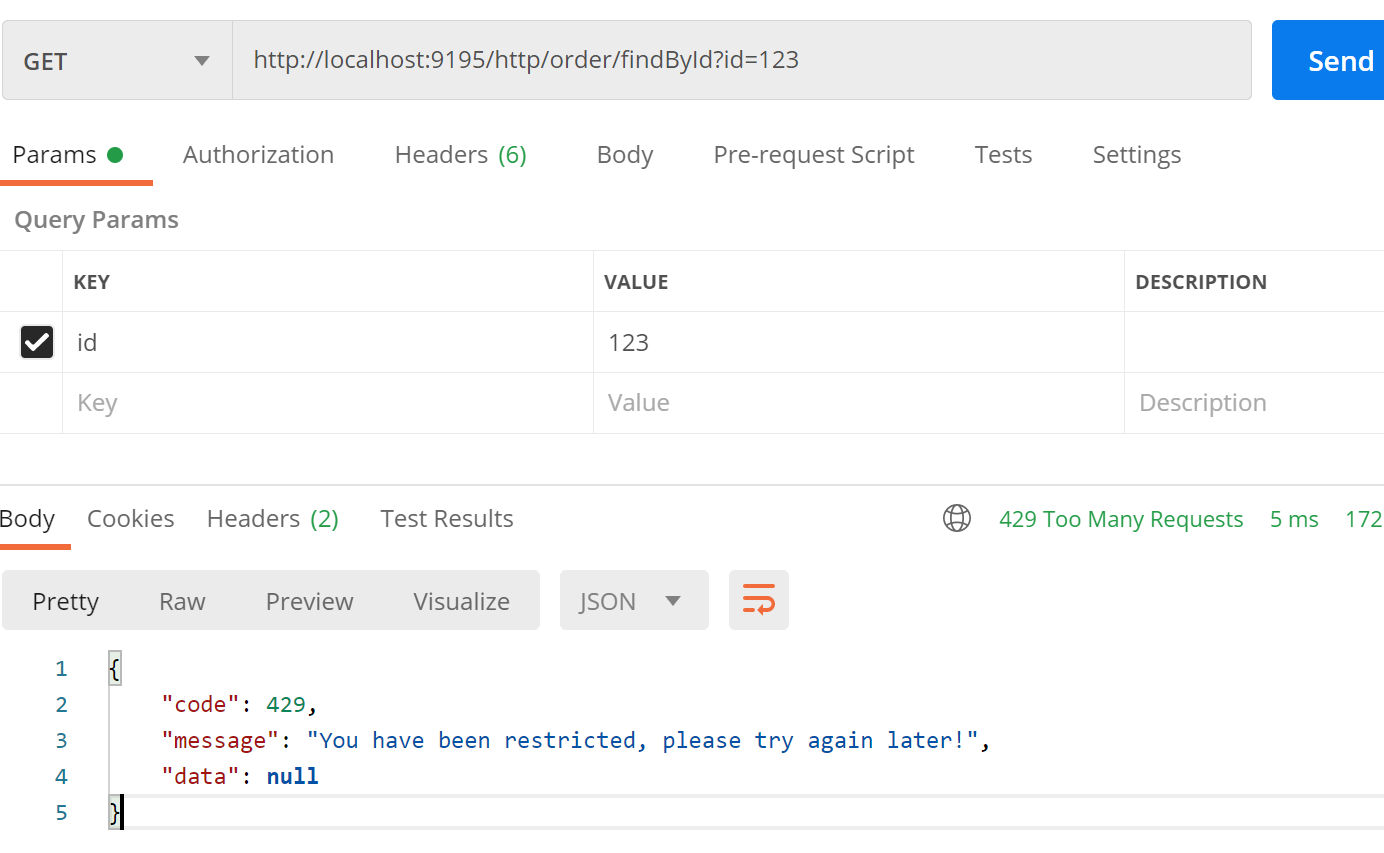 GET http://localhost:9195/http/order/findById?id=123 Send
Params Authorization Headers (6) Body Pre-request Script Tests Settings
Query Params
KEY VALUE DESCRIPTION
id 123
Key Value Description
Body Cookies Headers (2) Test Results 429 Too Many Requests 5 ms 172
Pretty Raw Preview Visualize JSON
1 {
2 "code": 429,
3 "message": "You have been restricted, please try again later!",
4 "data": null
5 }